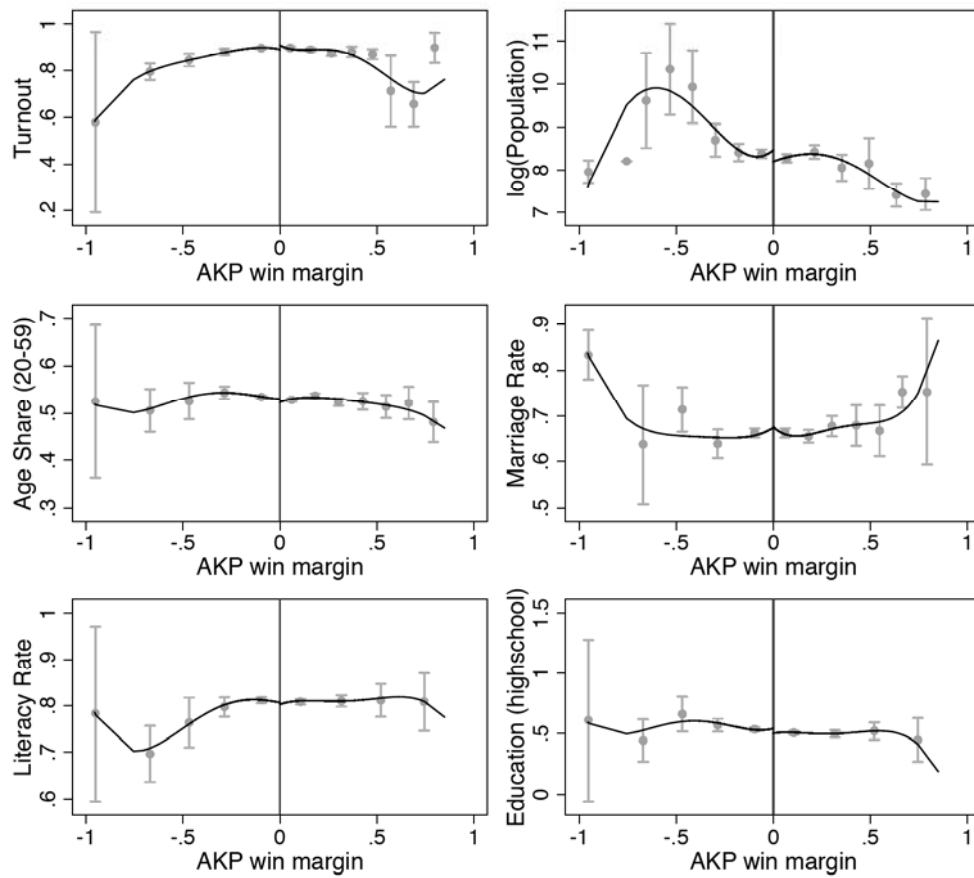 Turnout
1
.8
.6
.4
.2
-1 -.5 0 .5 1
AKP win margin
log(Population)
11
10
9
8
7
-1 -.5 0 .5 1
AKP win margin
Age Share (20-59)
.7
.6
.5
.4
.3
-1 -.5 0 .5 1
AKP win margin
Marriage Rate
.9
.8
.7
.6
.5
-1 -.5 0 .5 1
AKP win margin
Literacy Rate
1
.9
.8
.7
.6
-1 -.5 0 .5 1
AKP win margin
Education (highschool)
1.5
1
.5
0
-1 -.5 0 .5 1
AKP win margin